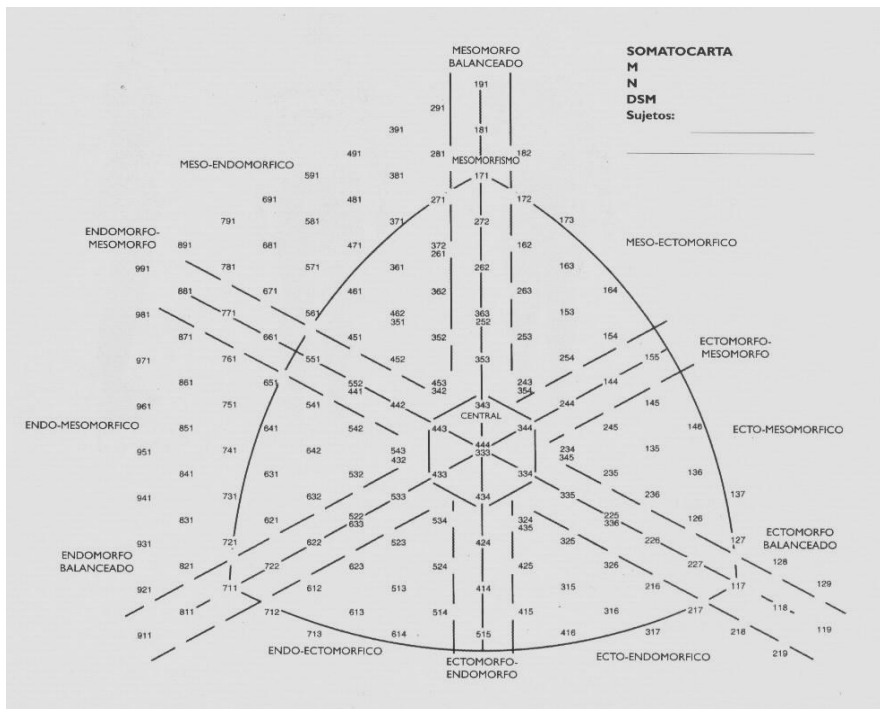 MESOMORFO
BALANCEADO
SOMATOCARTA
M
N
DSM
Sujetos:
191
291
391 181
491 281 182
MESO-ENDOMORFICO
MESOMORFISMO
591 381 171
691 481 271 172
791 581 371 272 173
ENDOMORFO-
MESOMORFO
891 681 471 372 162
MESO-ECTOMORFICO
261
991 781 571 361 262 163
881 671 461 362 263 164
981 771 561 462 363 153
351 252
871 661 451 352 253 154
ECTOMORFO-
MESOMORFO
971 761 551 452 353 254 155
861 651 552 453 243 144
441 342 354
961 751 541 442 343 244 145
CENTRAL
ENDO-MESOMORFICO
851 641 542 443 344 245 146
ECTO-MESOMORFICO
444
951 741 642 543 333 234 135
432 345
841 631 532 433 334 235 136
941 731 632 533 434 335 236 137
831 621 522 534 324 225 126
633 435 336
931 721 622 523 424 325 226 127
ECTOMORFO
BALANCEADO
ENDOMORFO
BALANCEADO
821 722 623 524 425 326 227 128
921 711 612 513 414 315 216 117 129
811 712 613 514 415 316 217 118
911 713 614 515 416 317 218 119
ENDO-ECTOMORFICO
ECTOMORFO-
ENDOMORFO
ECTO-ENDOMORFICO
219